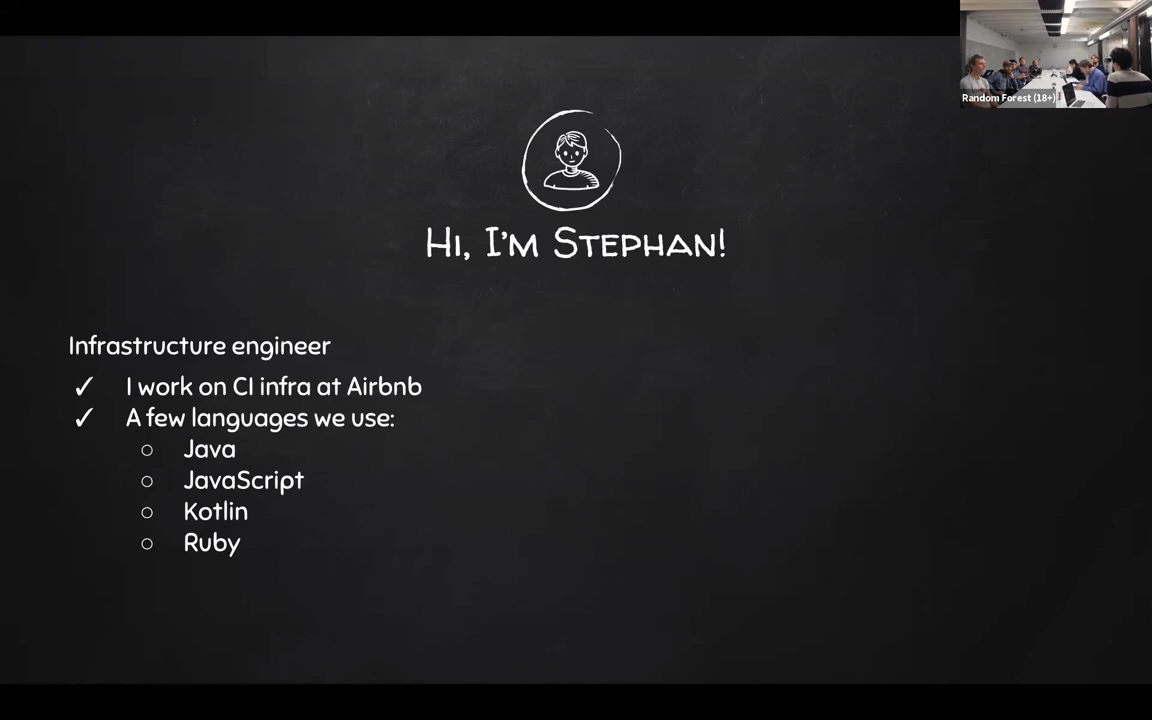 Random Forest (18+)
Hi, I'm Stephan!
Infrastructure engineer
✓ I work on CI infra at Airbnb
✓ A few languages we use:
○ Java
○ JavaScript
○ Kotlin
○ Ruby